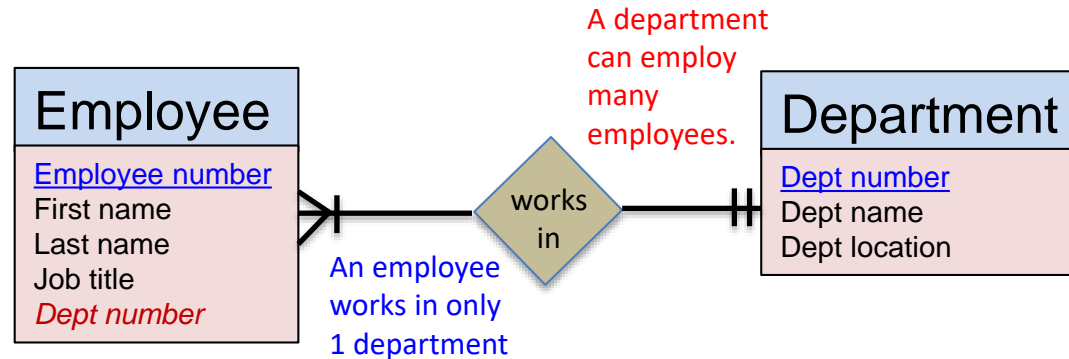 Employee
Employee number
First name
Last name
Job title
Dept number
An employee
works in only
1 department
works
in
A department
can employ
many
employees.
Department
Dept number
Dept name
Dept location